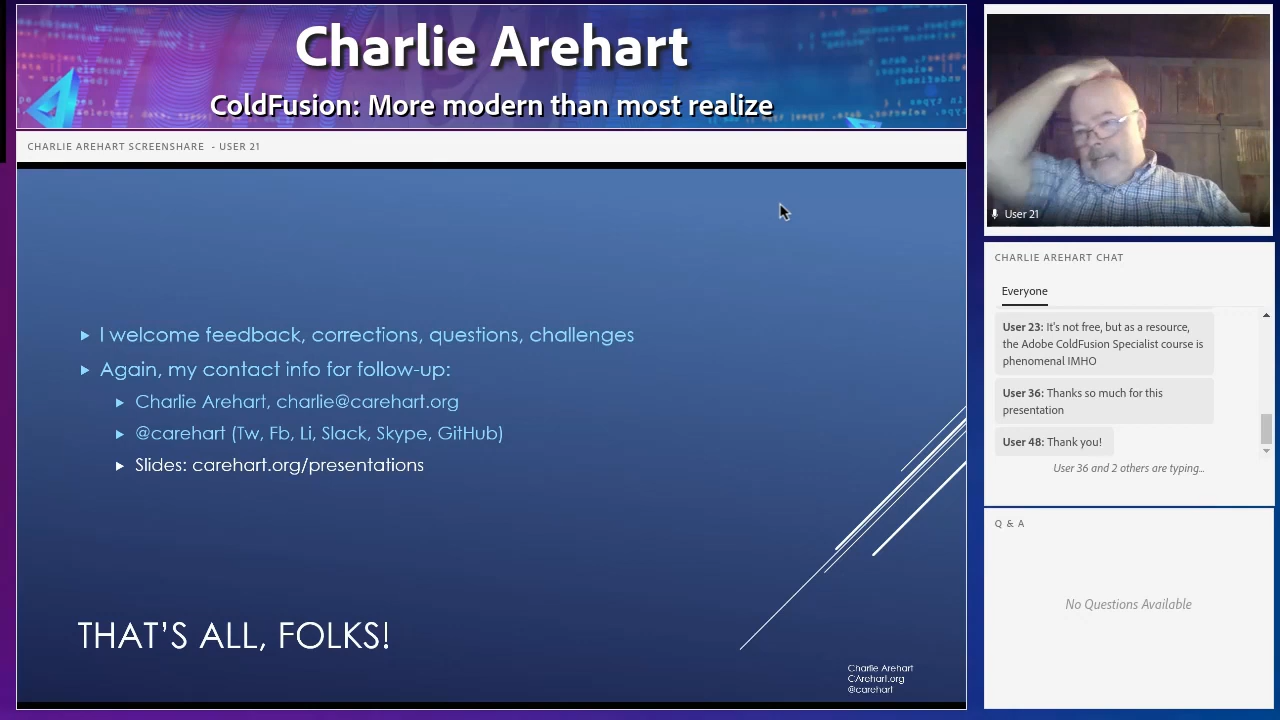 Charlie Arehart
ColdFusion: More modern than most realize
CHARLIE AREHART SCREENSHARE - USER 21
I welcome feedback, corrections, questions, challenges
Again, my contact info for follow-up:
Charlie Arehart, charlie@carehart.org
@carehart (Tw, Fb, Li, Slack, Skype, GitHub)
Slides: carehart.org/presentations
THAT'S ALL, FOLKS!
Charlie Arehart
CArehart.org
@carehart
User 21
CHARLIE AREHART CHAT
Everyone
User 23: It's not free, but as a resource,
the Adobe ColdFusion Specialist course is
phenomenal IMHO
User 36: Thanks so much for this
presentation
User 48: Thank you!
User 36 and 2 others are typing...
Q & A
No Questions Available